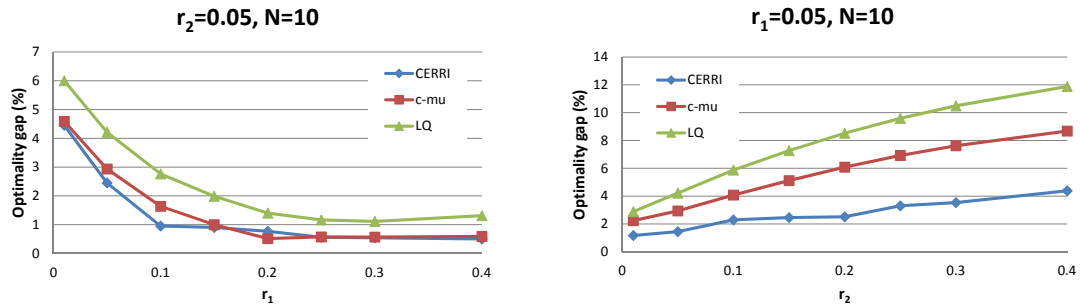 r₂=0.05, N=10
7
6
5
4
3
2
1
0
Optimality gap (%)
CERRI
c-mu
LQ
0 0.1 0.2 0.3 0.4
r₁
r₁=0.05, N=10
14
12
10
8
6
4
2
0
Optimality gap (%)
CERRI
c-mu
LQ
0 0.1 0.2 0.3 0.4
r₂